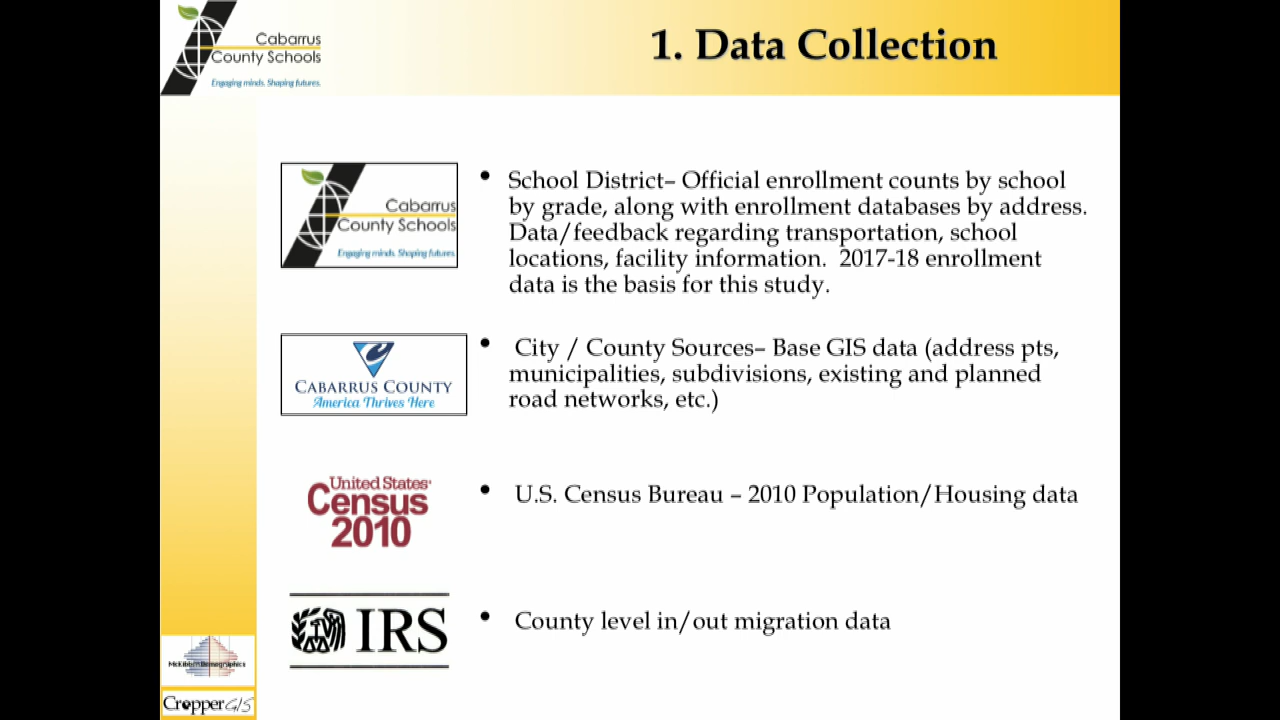 Cabarrus
County Schools
Engaging minds. Shaping futures.
1. Data Collection
Cabarrus
County Schools
Engaging minds. Shaping futures.
• School District– Official enrollment counts by school
by grade, along with enrollment databases by address.
Data/feedback regarding transportation, school
locations, facility information. 2017-18 enrollment
data is the basis for this study.
CABARRUS COUNTY
America Thrives Here
• City / County Sources– Base GIS data (address pts,
municipalities, subdivisions, existing and planned
road networks, etc.)
United States
Census
2010
• U.S. Census Bureau – 2010 Population/Housing data
IRS
• County level in/out migration data
McKibben Demographics
CropperGIS